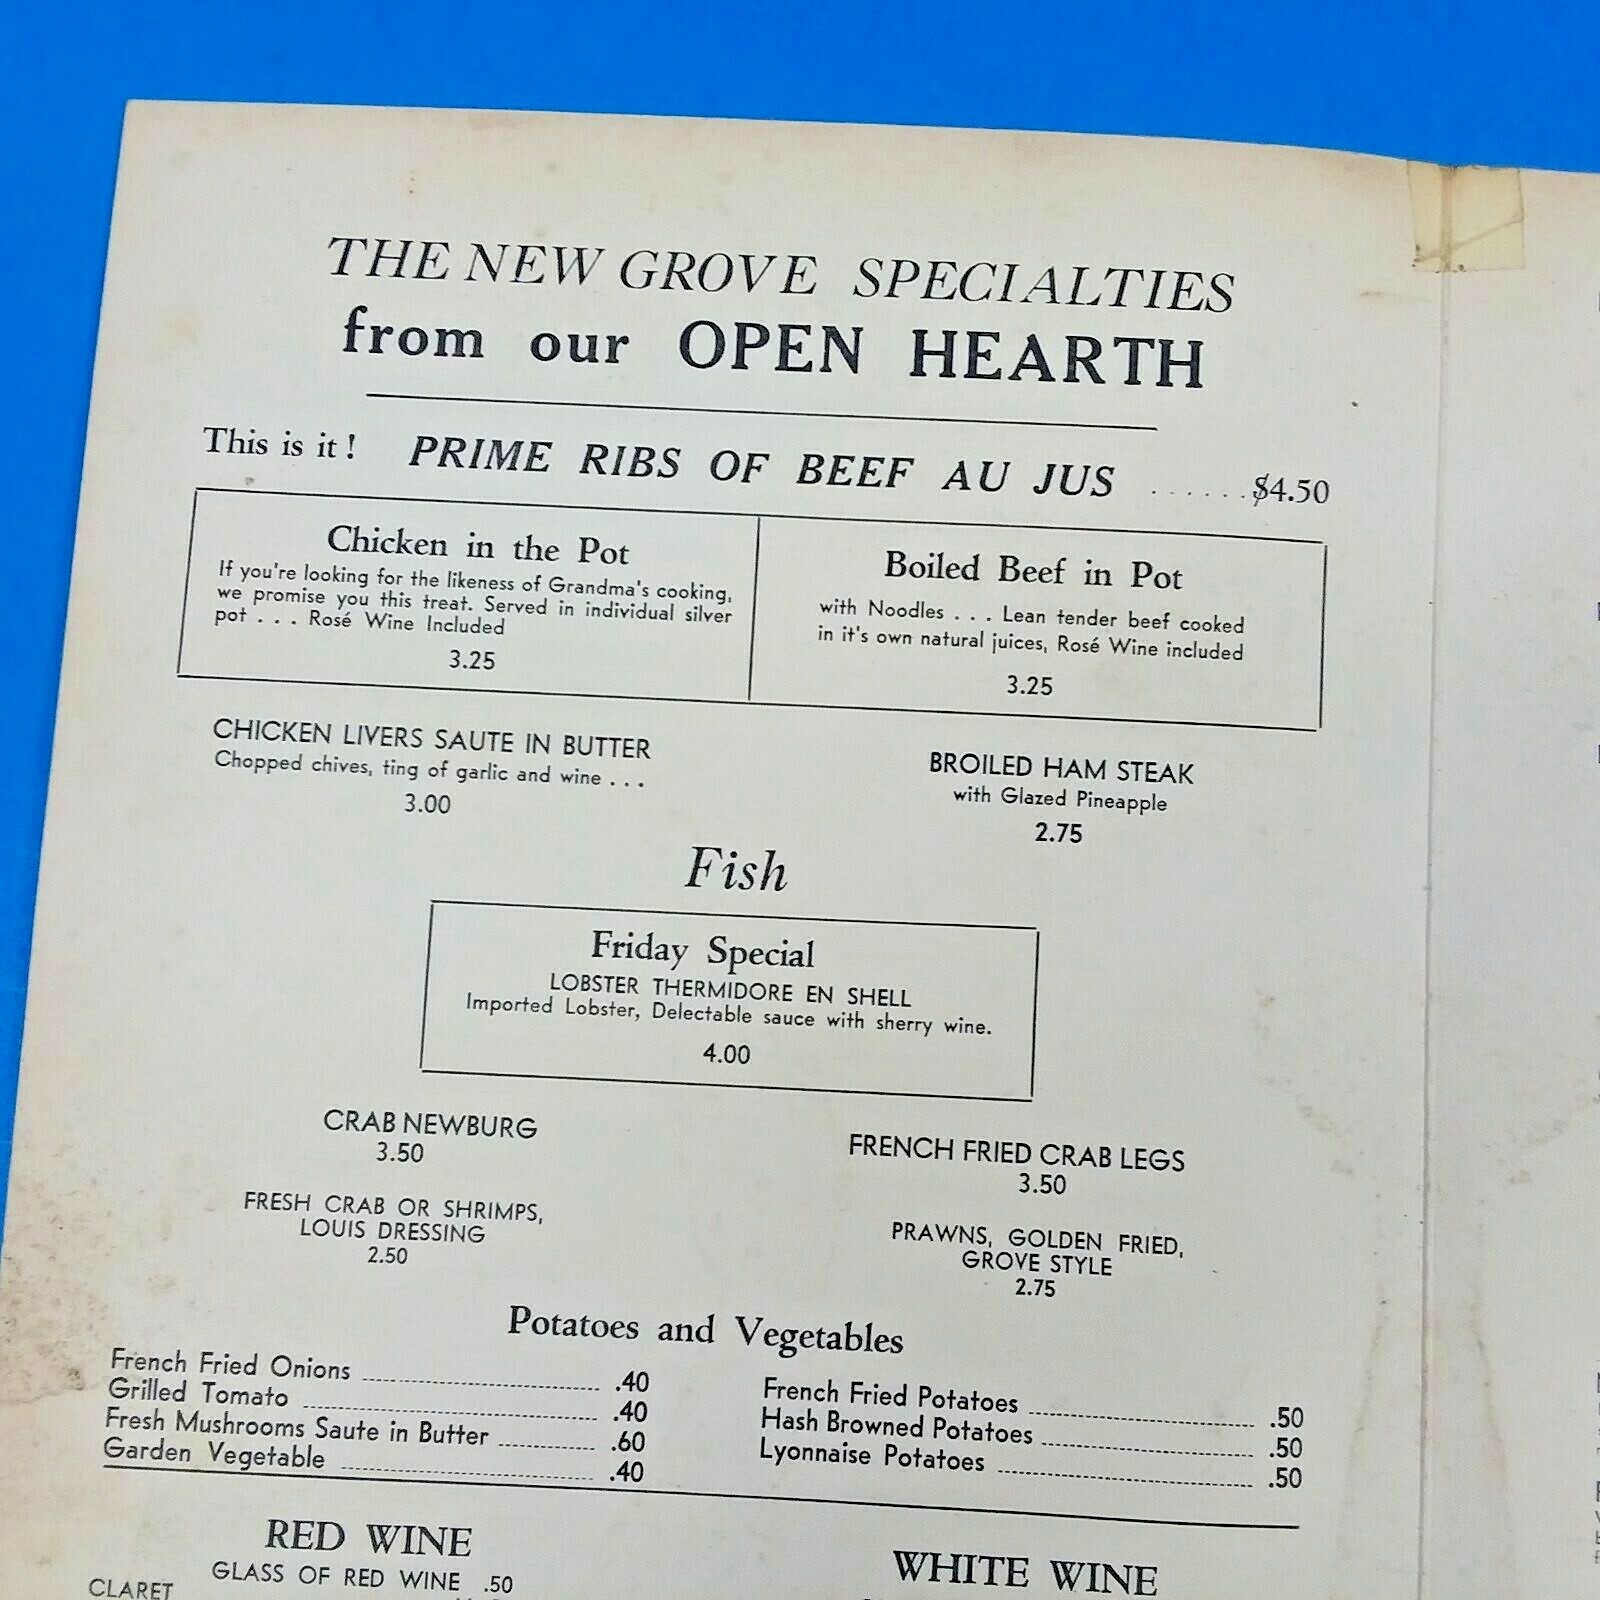 THE NEW GROVE SPECIALTIES
from our OPEN HEARTH
This is it! PRIME RIBS OF BEEF AU JUS ...... $4.50
Chicken in the Pot
If you're looking for the likeness of Grandma's cooking,
we promise you this treat. Served in individual silver
pot . . . Rosé Wine Included
3.25
Boiled Beef in Pot
with Noodles . . . Lean tender beef cooked
in it's own natural juices, Rosé Wine included
3.25
CHICKEN LIVERS SAUTE IN BUTTER
Chopped chives, ting of garlic and wine . . .
3.00
BROILED HAM STEAK
with Glazed Pineapple
2.75
Fish
Friday Special
LOBSTER THERMIDORE EN SHELL
Imported Lobster, Delectable sauce with sherry wine.
4.00
CRAB NEWBURG
3.50
FRENCH FRIED CRAB LEGS
3.50
FRESH CRAB OR SHRIMPS,
LOUIS DRESSING
2.50
PRAWNS, GOLDEN FRIED,
GROVE STYLE
2.75
Potatoes and Vegetables
French Fried Onions .40
Grilled Tomato .40
Fresh Mushrooms Saute in Butter .60
Garden Vegetable .40
French Fried Potatoes .50
Hash Browned Potatoes .50
Lyonnaise Potatoes .50
RED WINE
GLASS OF RED WINE .50
CLARET
WHITE WINE